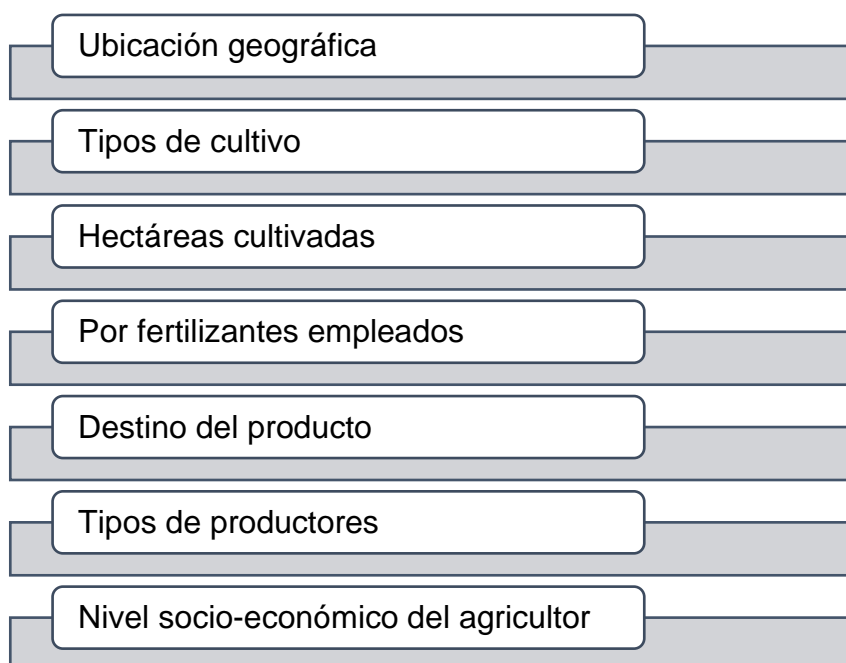 Ubicación geográfica
Tipos de cultivo
Hectáreas cultivadas
Por fertilizantes empleados
Destino del producto
Tipos de productores
Nivel socio-económico del agricultor